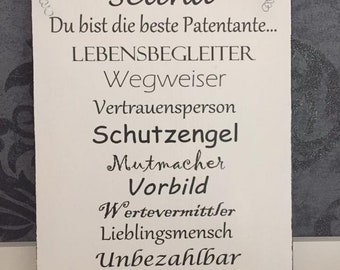 Du bist die beste Patentante...
LEBENSBEGLEITER
Wegweiser
Vertrauensperson
Schutzengel
Mutmacher
Vorbild
Wertevermittler
Lieblingsmensch
Unbezahlbar